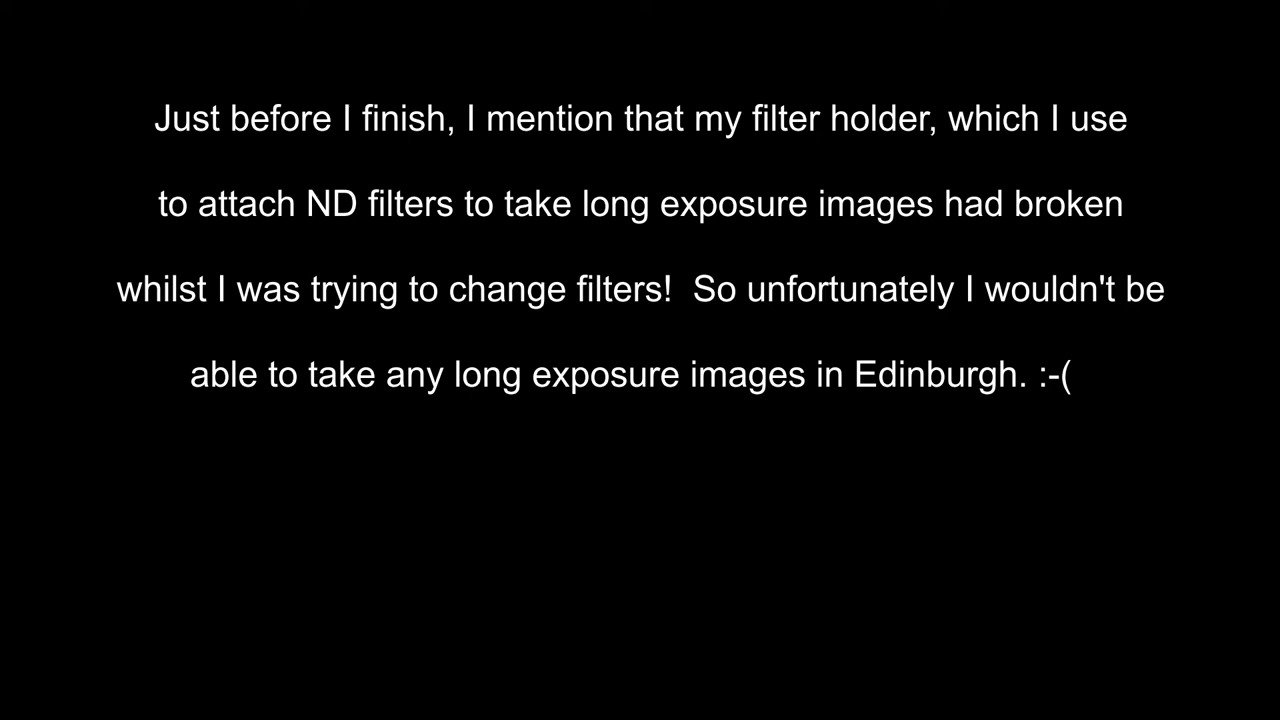 Just before I finish, I mention that my filter holder, which I use
to attach ND filters to take long exposure images had broken
whilst I was trying to change filters!  So unfortunately I wouldn't be
able to take any long exposure images in Edinburgh. :-(